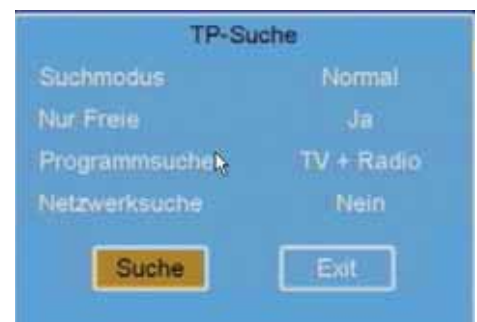 TP-Suche
Suchmodus Normal
Nur Freie Ja
Programmsuche TV + Radio
Netzwerksuche Nein
Suche Exit